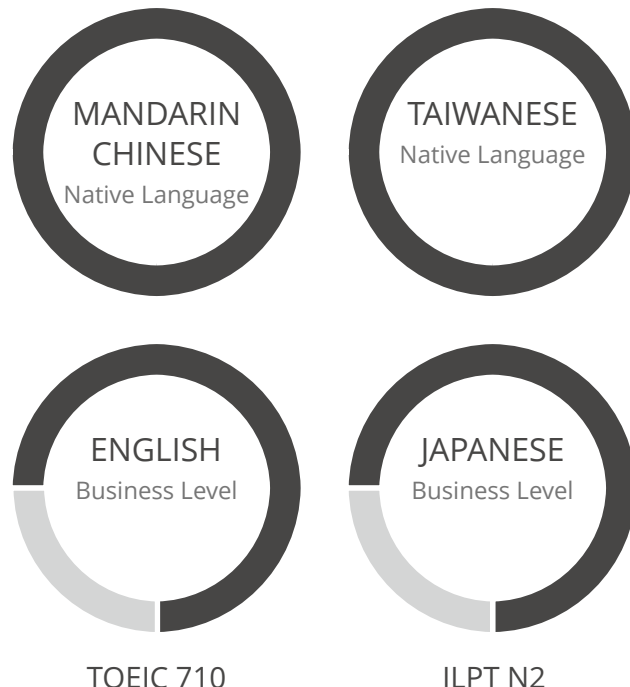 MANDARIN
CHINESE
Native Language
TAIWANESE
Native Language
ENGLISH
Business Level
JAPANESE
Business Level
TOEIC 710
JLPT N2